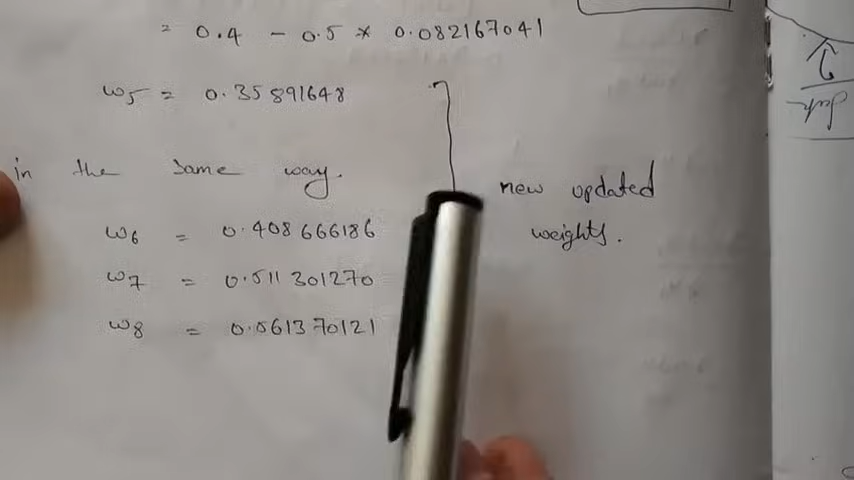 = 0.4 - 0.5 * 0.082167041
w5 = 0.35891648
in the same way.
w6 = 0.408666186
w7 = 0.511301270
w8 = 0.061370121
new updated
weights.